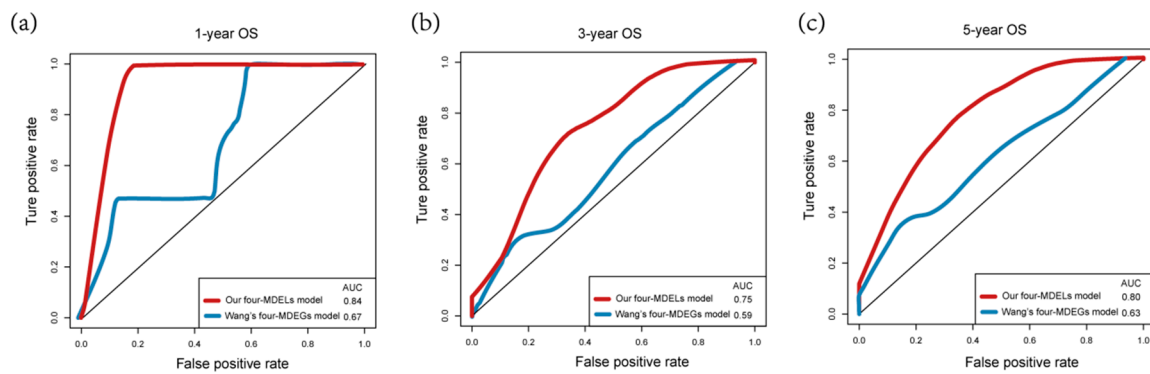 (a)
1-year OS
Ture positive rate
1.0
0.8
0.6
0.4
0.2
0.0
0.0 0.2 0.4 0.6 0.8 1.0
False positive rate
AUC
Our four-MDELs model 0.84
Wang's four-MDEGs model 0.67
(b)
3-year OS
Ture positive rate
1.0
0.8
0.6
0.4
0.2
0.0
0.0 0.2 0.4 0.6 0.8 1.0
False positive rate
AUC
Our four-MDELs model 0.75
Wang's four-MDEGs model 0.59
(c)
5-year OS
Ture positive rate
1.0
0.8
0.6
0.4
0.2
0.0
0.0 0.2 0.4 0.6 0.8 1.0
False positive rate
AUC
Our four-MDELs model 0.80
Wang's four-MDEGs model 0.63